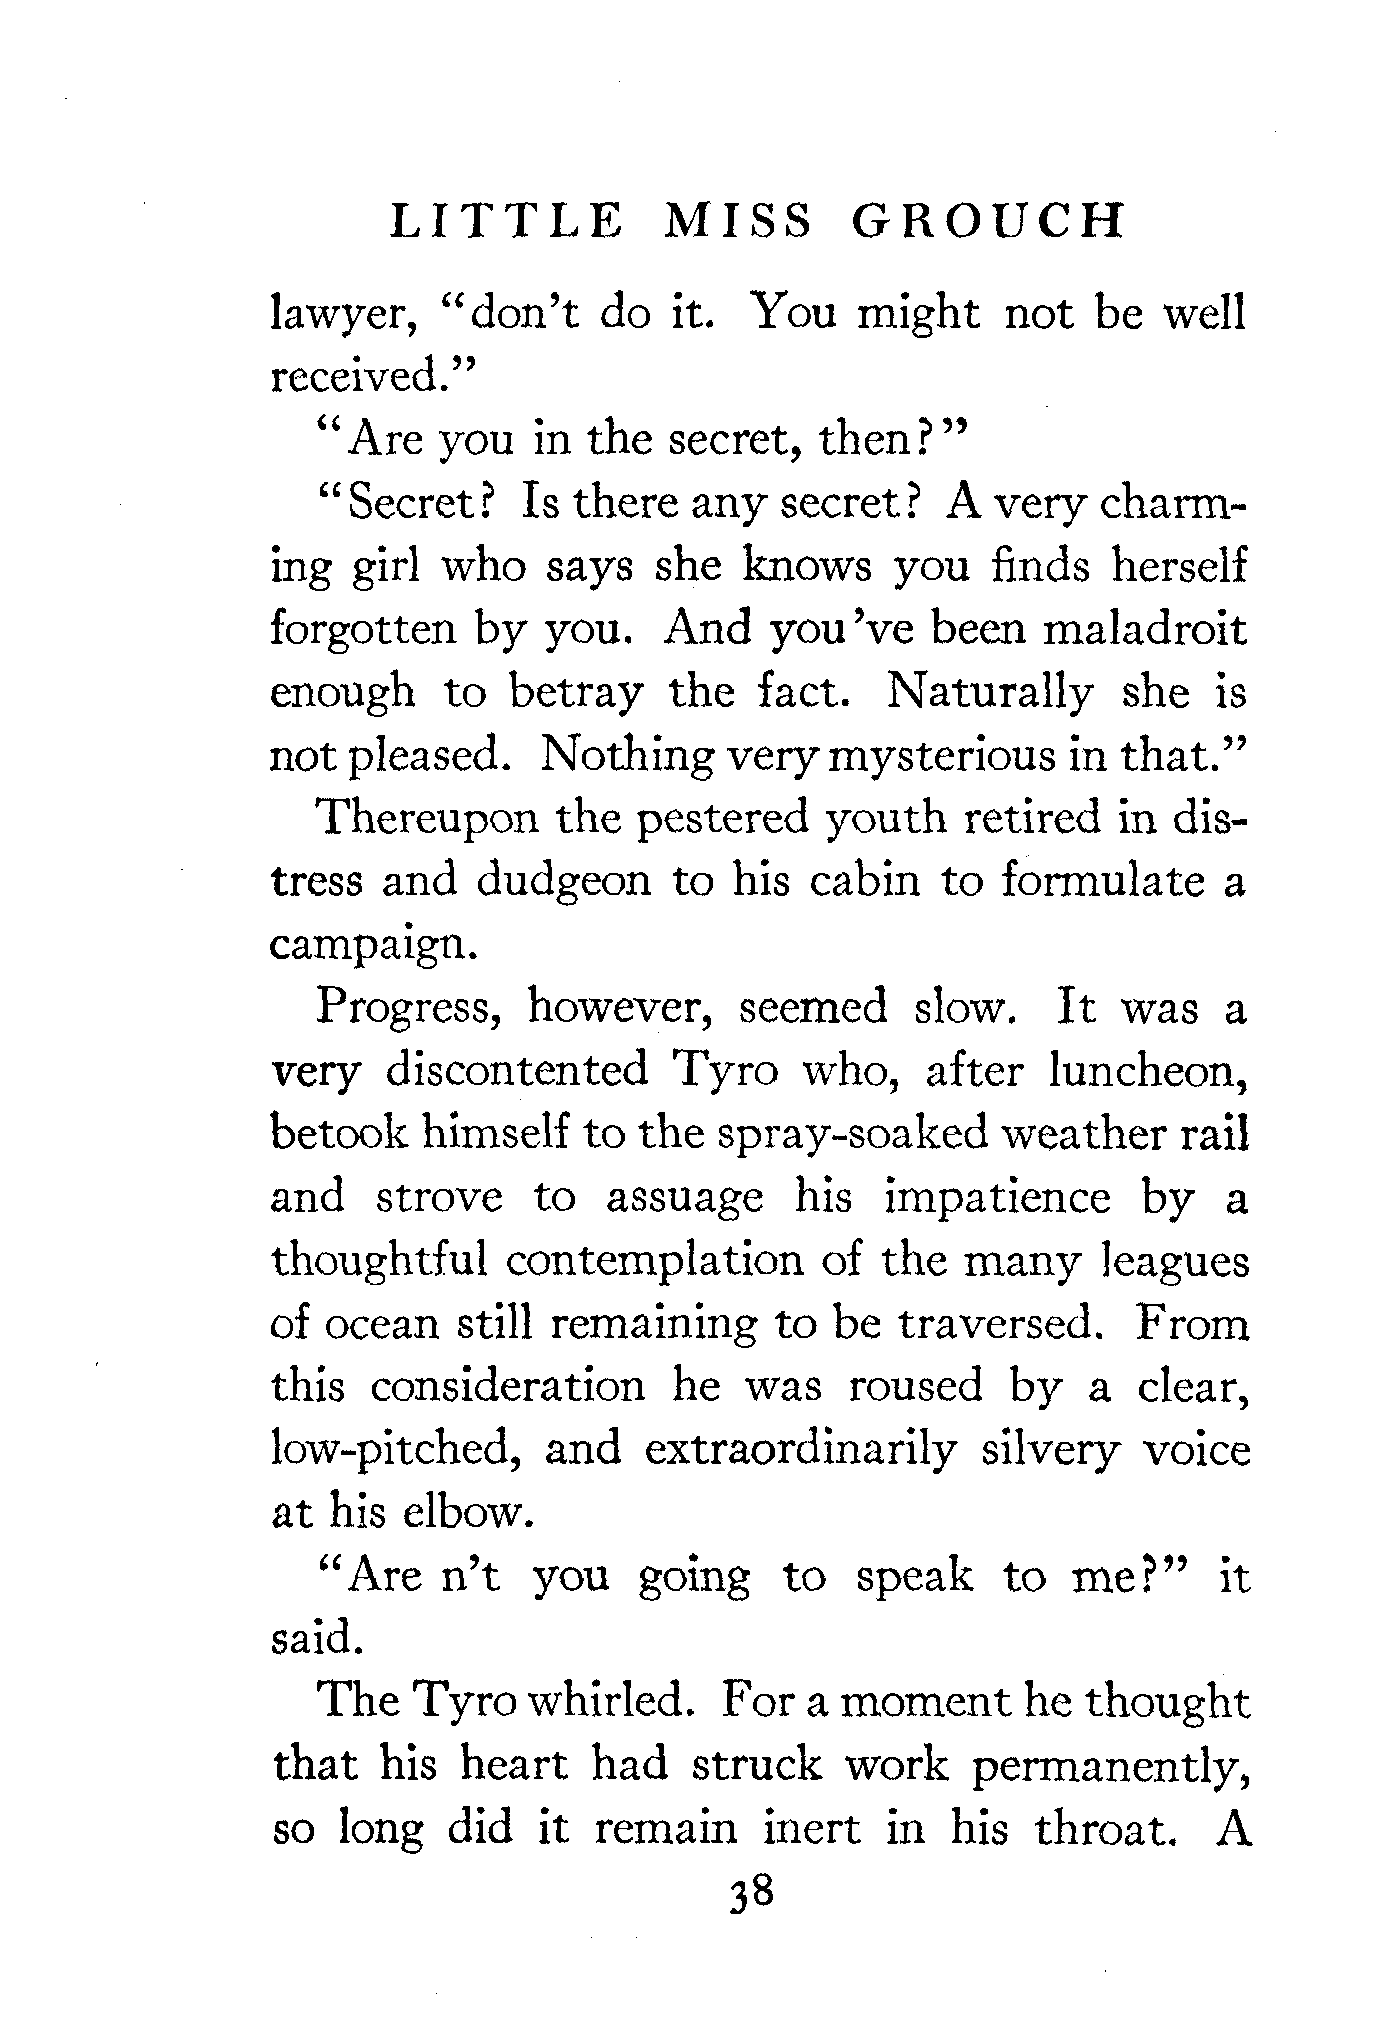 LITTLE MISS GROUCH
lawyer, “don’t do it. You might not be well
received.”
“Are you in the secret, then?”
“Secret? Is there any secret? A very charm-
ing girl who says she knows you finds herself
forgotten by you. And you ’ve been maladroit
enough to betray the fact. Naturally she is
not pleased. Nothing very mysterious in that.”
Thereupon the pestered youth retired in dis-
tress and dudgeon to his cabin to formulate a
campaign.
Progress, however, seemed slow. It was a
very discontented Tyro who, after luncheon,
betook himself to the spray-soaked weather rail
and strove to assuage his impatience by a
thoughtful contemplation of the many leagues
of ocean still remaining to be traversed. From
this consideration he was roused by a clear,
low-pitched, and extraordinarily silvery voice
at his elbow.
“Are n’t you going to speak to me?” it
said.
The Tyro whirled. For a moment he thought
that his heart had struck work permanently,
so long did it remain inert in his throat. A
38